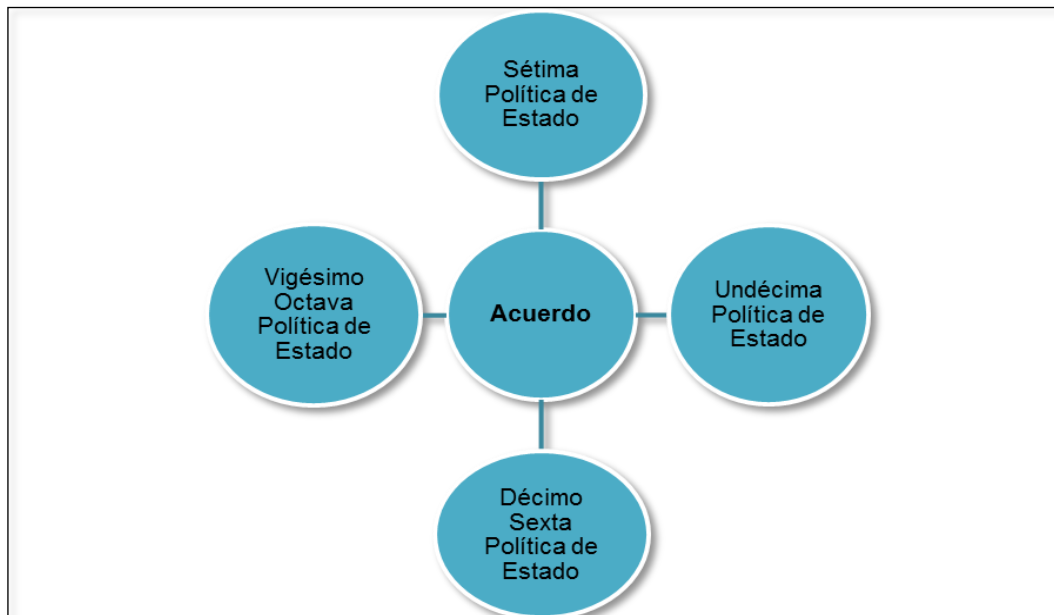 Sétima
Política de
Estado
Vigésimo
Octava
Política de
Estado
Acuerdo
Undécima
Política de
Estado
Décimo
Sexta
Política de
Estado